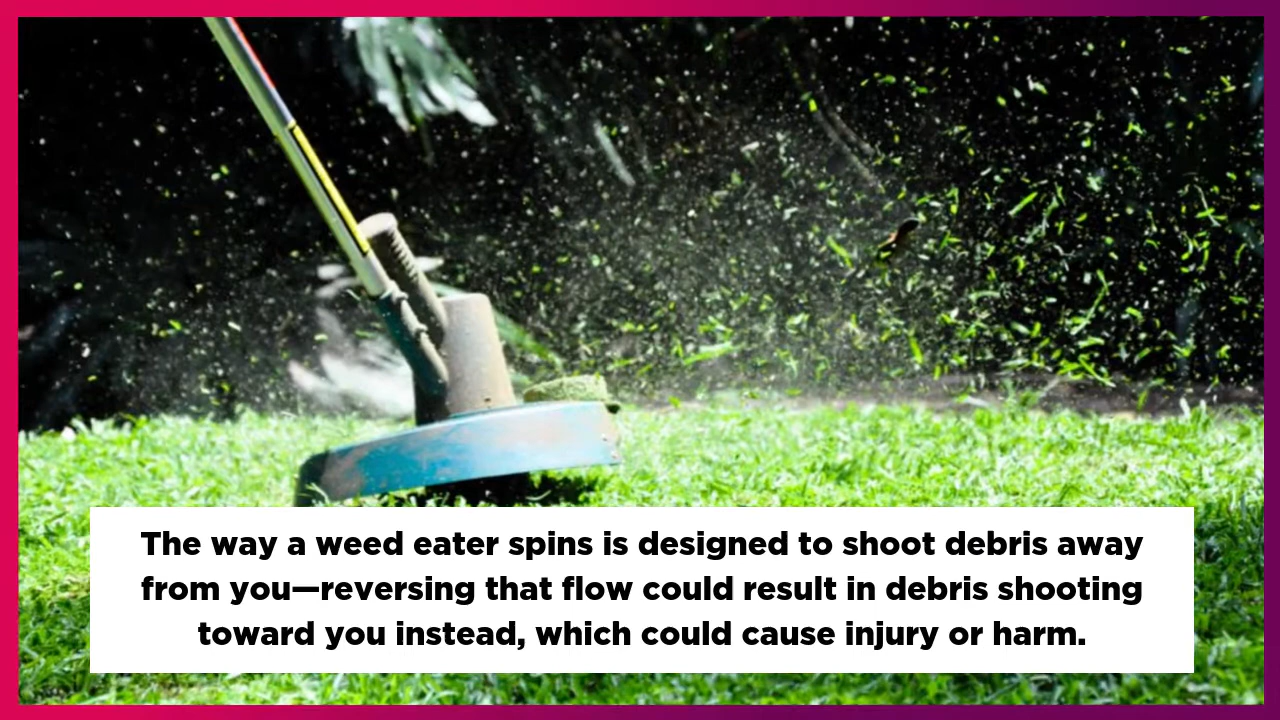 The way a weed eater spins is designed to shoot debris away
from you—reversing that flow could result in debris shooting
toward you instead, which could cause injury or harm.